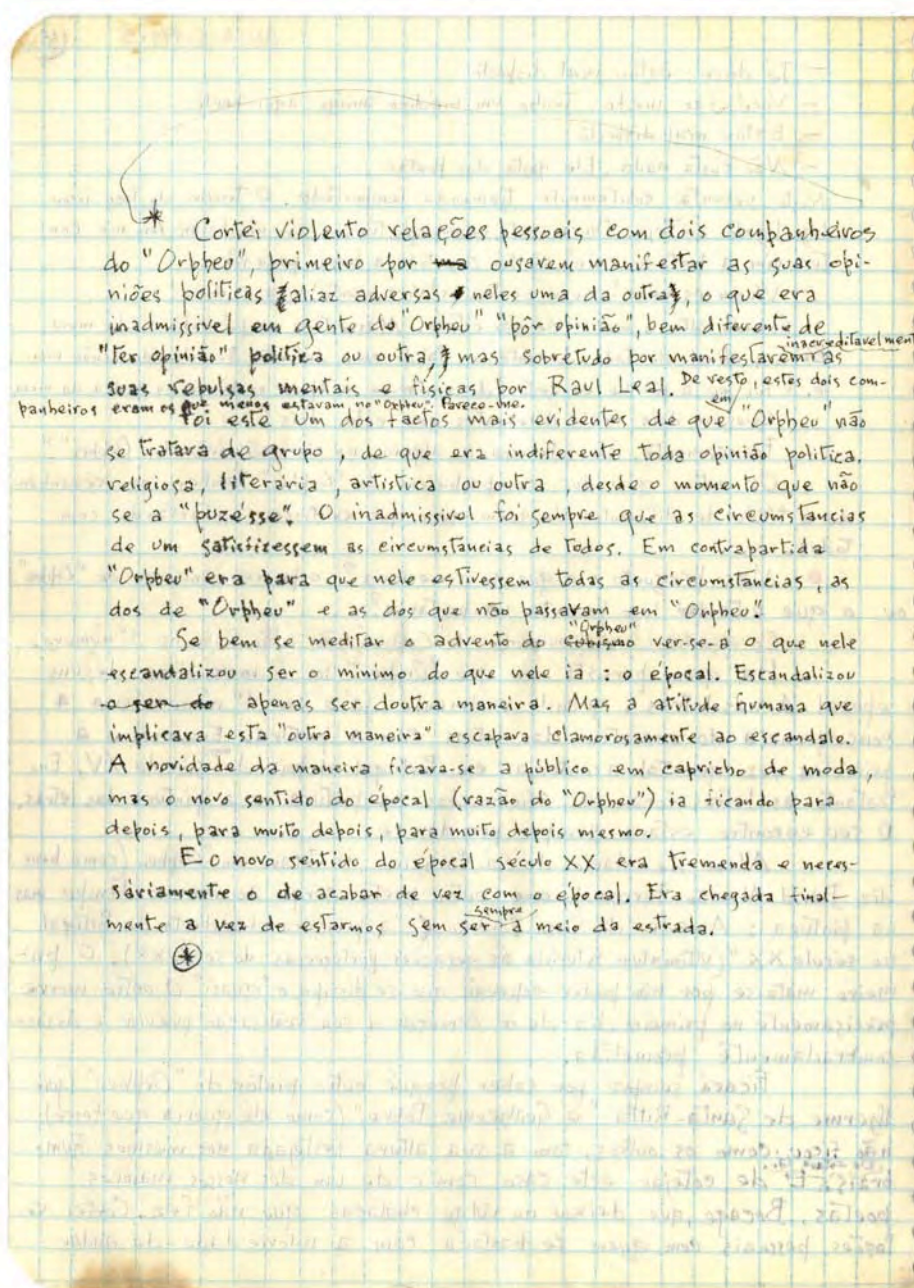 *
Cortei violento relações pessoais com dois companheiros
do "Orpheu", primeiro por ousarem manifestar as suas opi-
niões politicas aliaz adversas neles uma da outra, o que era
inadmissivel em gente do "Orpheu" "pôr opinião", bem diferente de
"ter opinião" politica ou outra, mas sobretudo por manifestarem inacreditavelment as
suas repulsas mentais e físicas por Raul Leal. De resto, estes dois com-
panheiros eram os que menos estavam no "Orpheu". Parece-me.
Foi este um dos factos mais evidentes de que em "Orpheu" não
se tratava de grupo, de que era indiferente toda opinião politica,
religiosa, literária, artistica ou outra, desde o momento que não
se a "puzésse". O inadmissivel foi sempre que as circumstancias
de um satisfizessem as circumstancias de todos. Em contrapartida
"Orpheu" era para que nele estivessem todas as circumstancias, as
dos de "Orpheu" e as dos que não passavam em "Orpheu".
Se bem se meditar o advento do "Orpheu" ver-se-á o que nele
escandalizou ser o minimo do que nele ia: o épocal. Escandalizou
apenas ser doutra maneira. Mas a atitude humana que
implicava esta "outra maneira" escapava clamorosamente ao escandalo.
A novidade da maneira ficava-se a público em capricho de moda,
mas o novo sentido do épocal (razão do "Orpheu") ia ficando para
depois, para muito depois, para muito depois mesmo.
E o novo sentido do épocal século XX era tremenda e neces-
sáriamente o de acabar de vez com o épocal. Era chegada final-
mente a vez de estarmos sempre sem ser a meio da estrada.
*